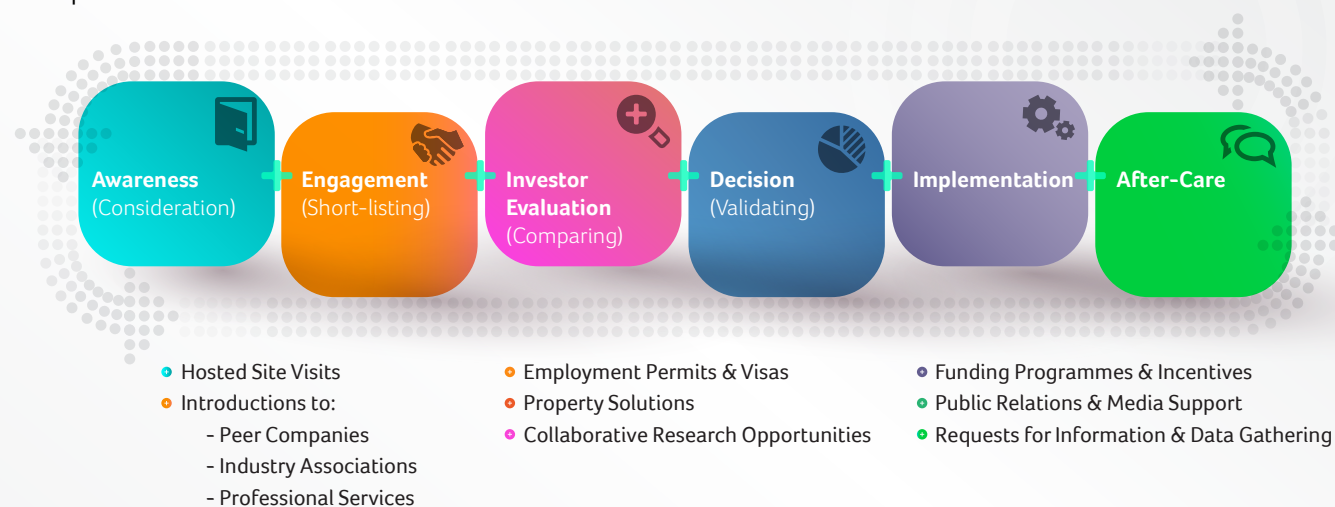 Awareness
(Consideration)
Engagement
(Short-listing)
Investor
Evaluation
(Comparing)
Decision
(Validating)
Implementation
After-Care
Hosted Site Visits
Introductions to:
- Peer Companies
- Industry Associations
- Professional Services
Employment Permits & Visas
Property Solutions
Collaborative Research Opportunities
Funding Programmes & Incentives
Public Relations & Media Support
Requests for Information & Data Gathering